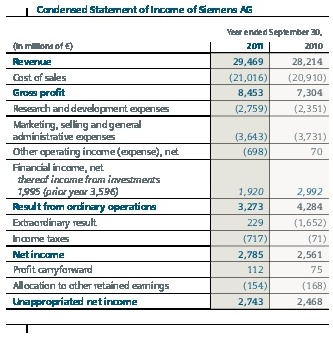 Condensed Statement of Income of Siemens AG
Year ended September 30,
(in millions of €) 2011 2010
Revenue 29,469 28,214
Cost of sales (21,016) (20,910)
Gross profit 8,453 7,304
Research and development expenses (2,759) (2,351)
Marketing, selling and general
administrative expenses (3,643) (3,731)
Other operating income (expense), net (698) 70
Financial income, net
thereof income from investments
1,995 (prior year 3,596) 1,920 2,992
Result from ordinary operations 3,273 4,284
Extraordinary result 229 (1,652)
Income taxes (717) (71)
Net income 2,785 2,561
Profit carryforward 112 75
Allocation to other retained earnings (154) (168)
Unappropriated net income 2,743 2,468